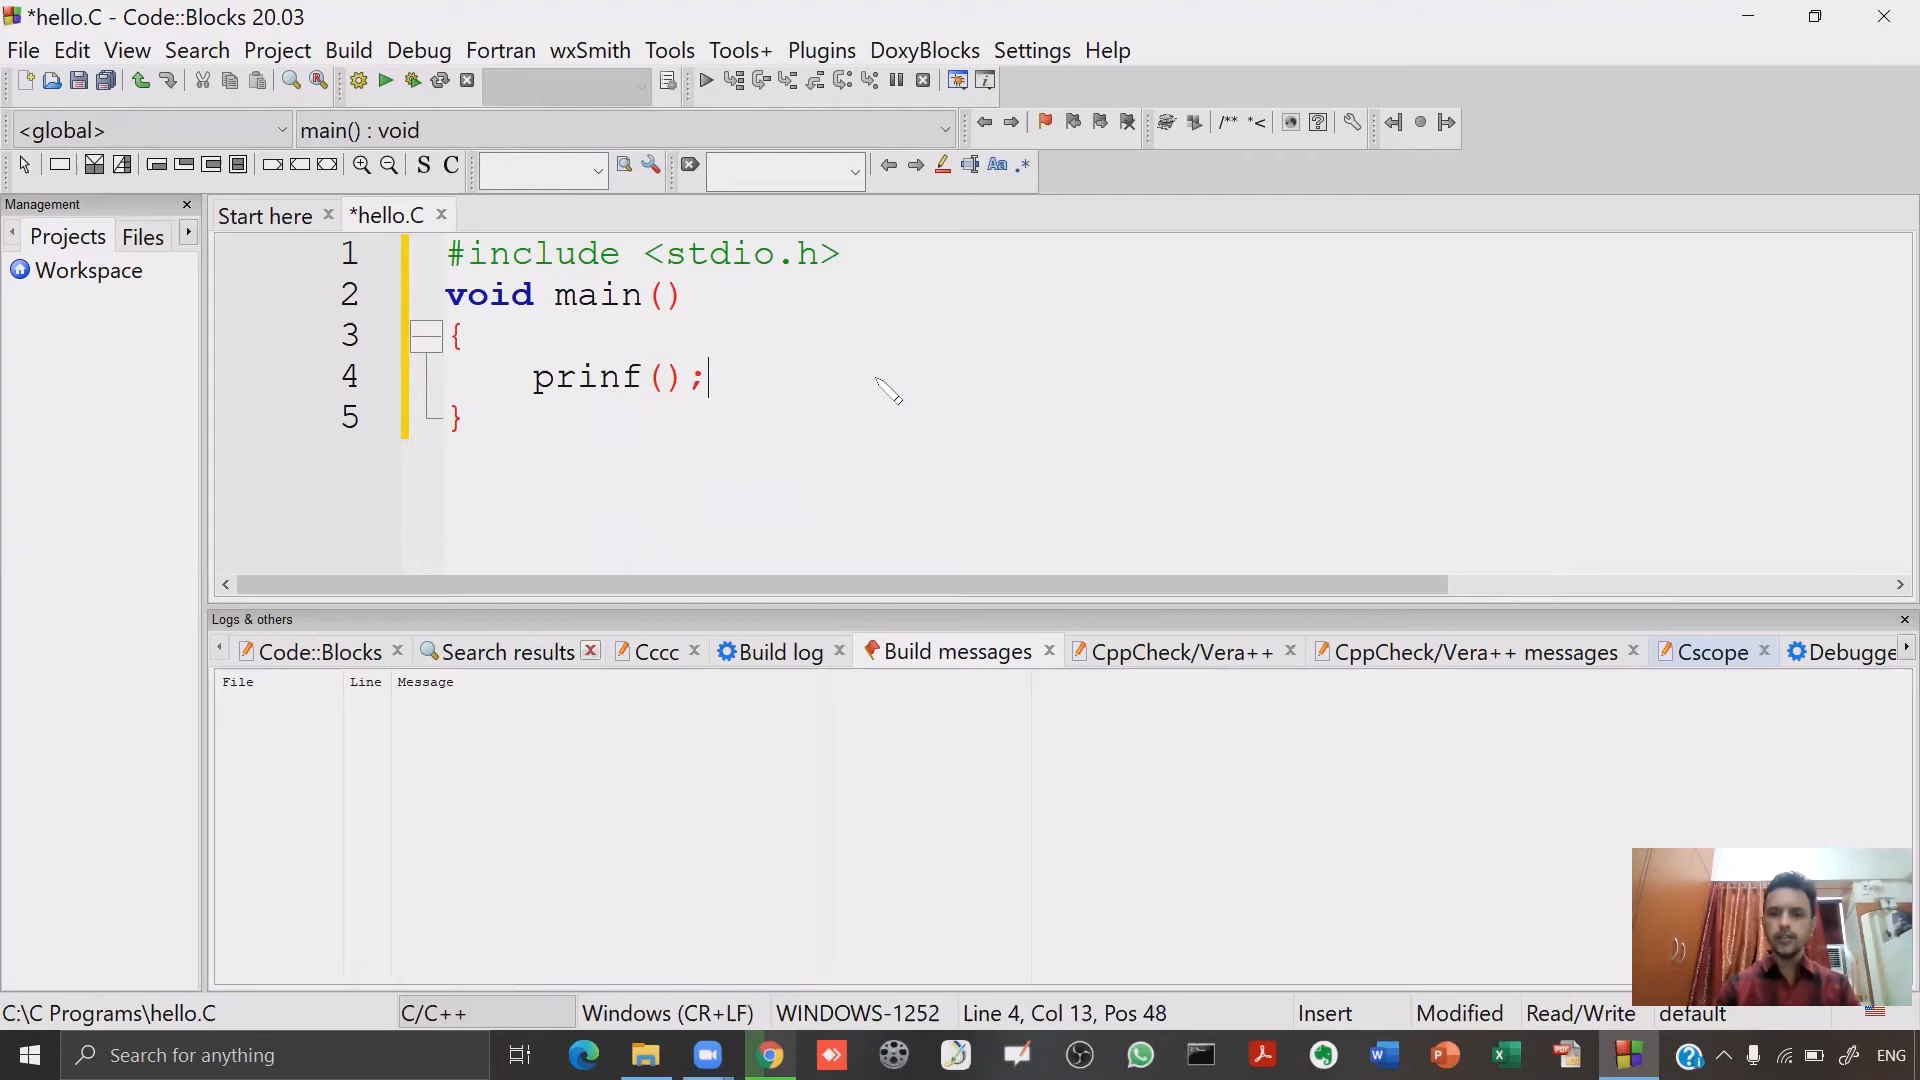 *hello.C - Code::Blocks 20.03
File Edit View Search Project Build Debug Fortran wxSmith Tools Tools+ Plugins DoxyBlocks Settings Help
<global> main() : void /** *<
S C Aa .*
Management
Projects Files
Workspace
Start here *hello.C
1 #include <stdio.h>
2 void main()
3 {
4 prinf();
5 }
Logs & others
Code::Blocks Search results Cccc Build log Build messages CppCheck/Vera++ CppCheck/Vera++ messages Cscope Debugge
File Line Message
C:\C Programs\hello.C C/C++ Windows (CR+LF) WINDOWS-1252 Line 4, Col 13, Pos 48 Insert Modified Read/Write default
Search for anything ENG